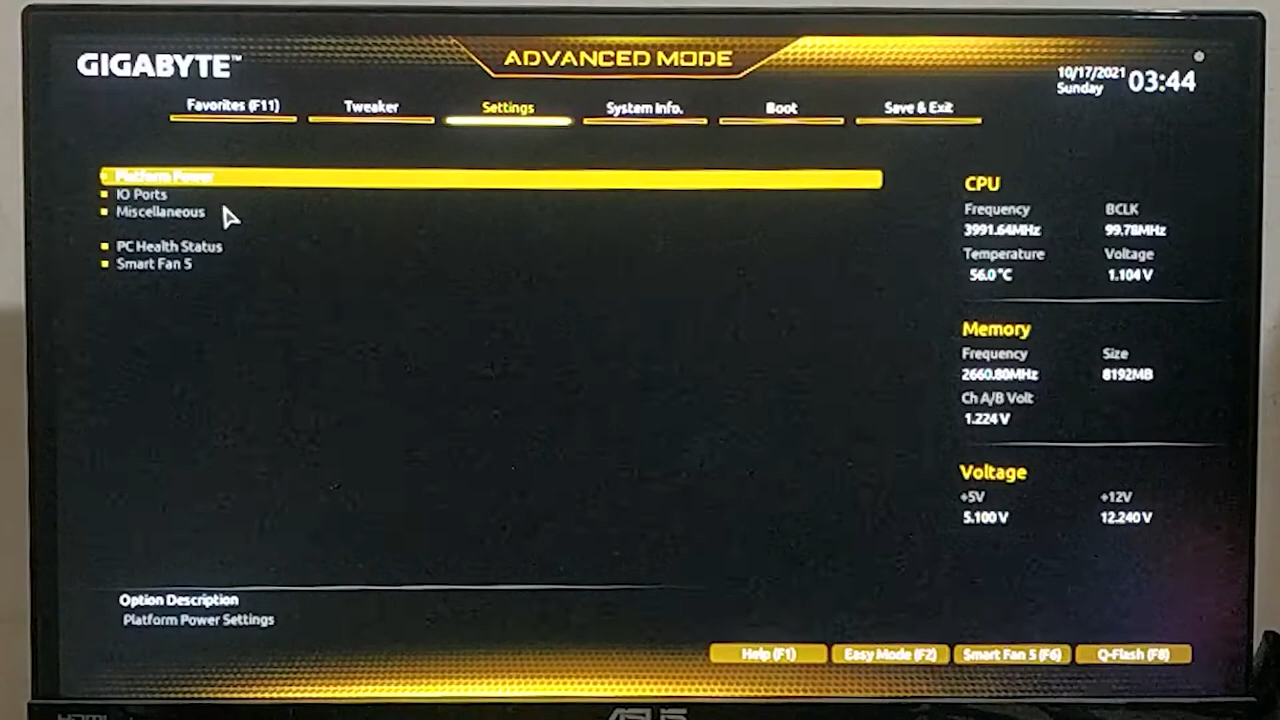 GIGABYTE™
ADVANCED MODE
10/17/2021
Sunday
03:44
Favorites (F11)
Tweaker
Settings
System Info.
Boot
Save & Exit
Platform Power
IO Ports
Miscellaneous
PC Health Status
Smart Fan 5
CPU
Frequency BCLK
3991.64MHz 99.78MHz
Temperature Voltage
56.0 °C 1.104 V
Memory
Frequency Size
2660.80MHz 8192MB
Ch A/B Volt
1.224 V
Voltage
+5V +12V
5.100 V 12.240 V
Option Description
Platform Power Settings
Help (F1)
Easy Mode (F2)
Smart Fan 5 (F6)
Q-Flash (F8)
HDMI
ASUS